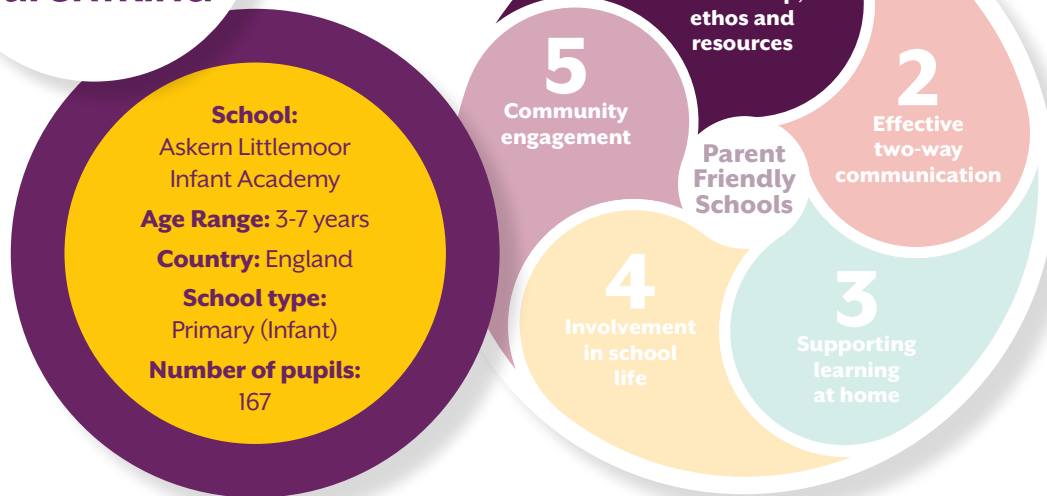 School:
Askern Littlemoor
Infant Academy
Age Range: 3-7 years
Country: England
School type:
Primary (Infant)
Number of pupils:
167
ethos and
resources
2
Effective
two-way
communication
3
Supporting
learning
at home
4
Involvement
in school
life
5
Community
engagement
Parent
Friendly
Schools